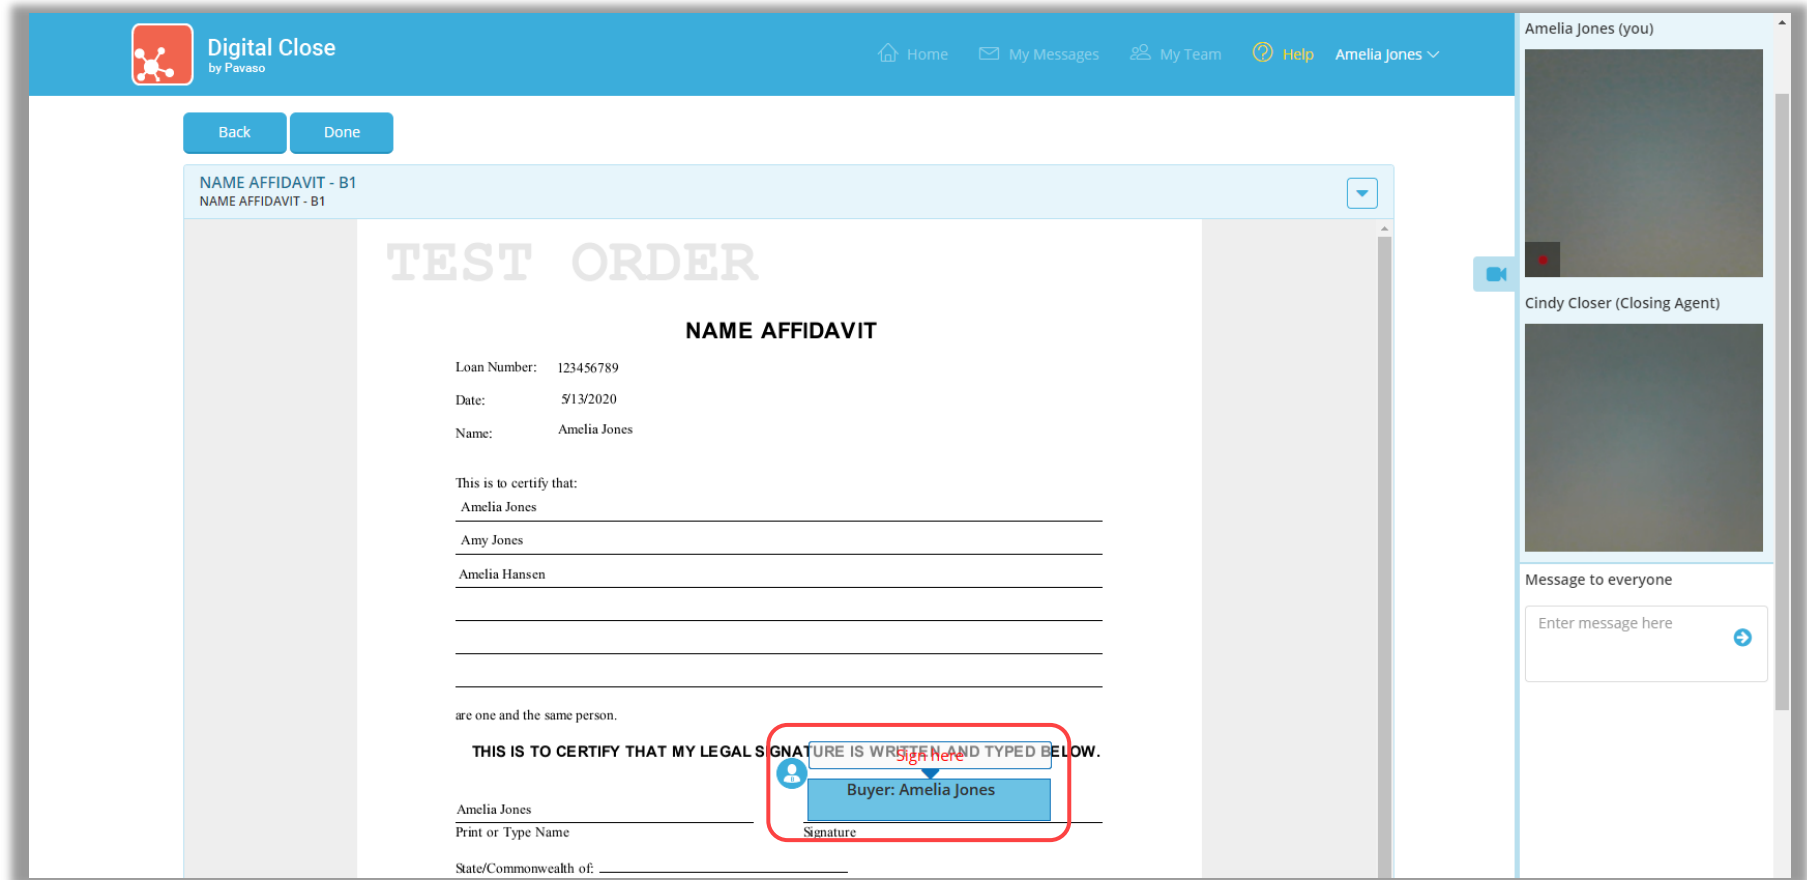 Digital Close
by Pavaso
Home
My Messages
My Team
Help
Amelia Jones
Back
Done
NAME AFFIDAVIT - B1
NAME AFFIDAVIT - B1
TEST ORDER
NAME AFFIDAVIT
Loan Number: 123456789
Date: 5/13/2020
Name: Amelia Jones
This is to certify that:
Amelia Jones
Amy Jones
Amelia Hansen
are one and the same person.
THIS IS TO CERTIFY THAT MY LEGAL SIGNATURE IS WRITTEN AND TYPED BELOW.
Sign here
Buyer: Amelia Jones
Amelia Jones
Print or Type Name
Signature
State/Commonwealth of:
Amelia Jones (you)
Cindy Closer (Closing Agent)
Message to everyone
Enter message here